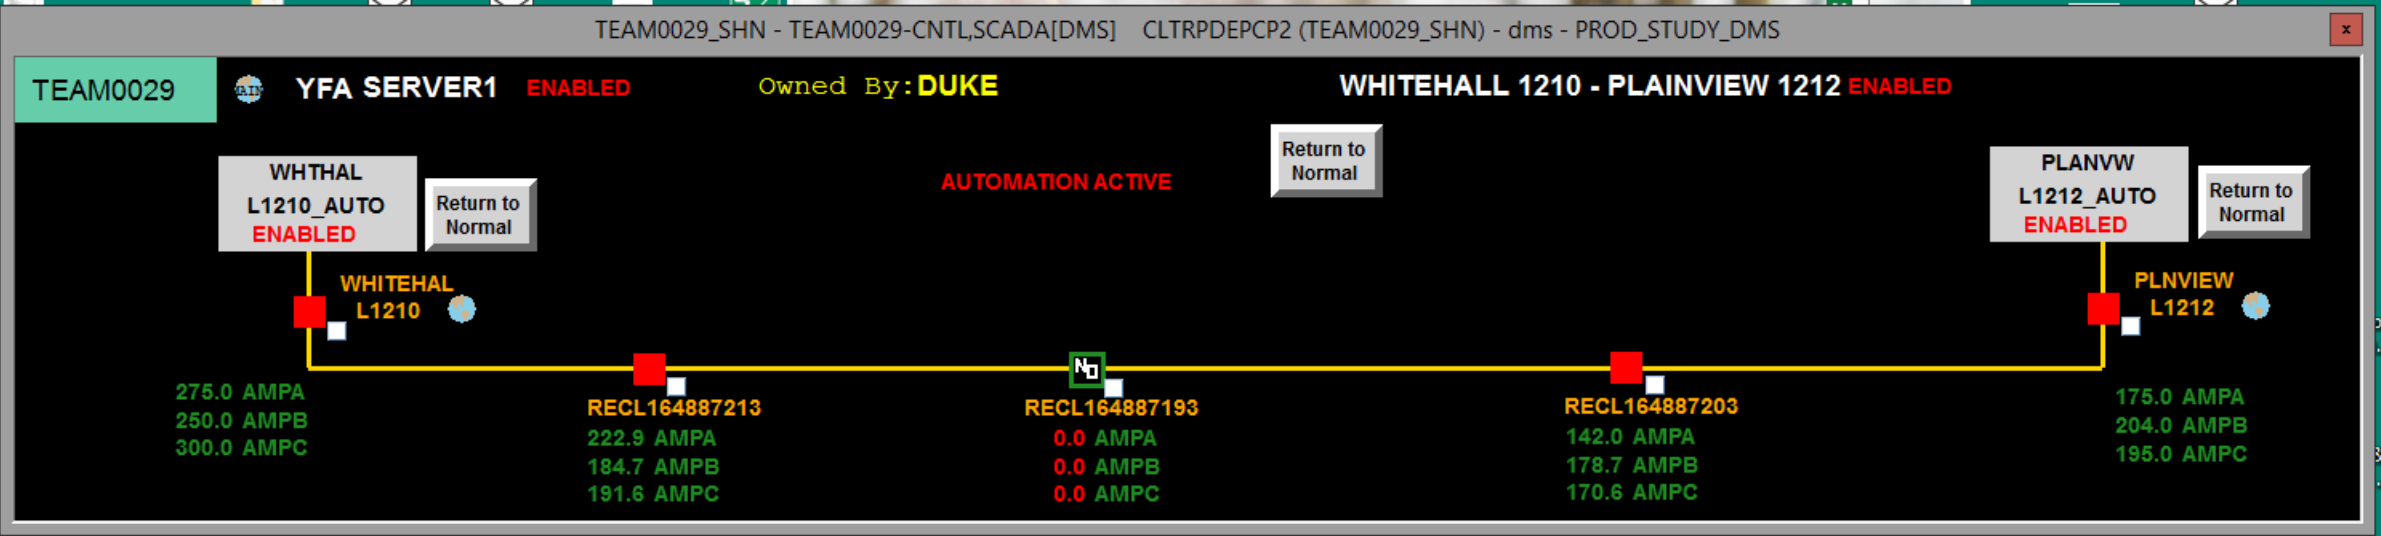 TEAM0029_SHN - TEAM0029-CNTL,SCADA[DMS] CLTRPDEPCP2 (TEAM0029_SHN) - dms - PROD_STUDY_DMS
x
TEAM0029
YFA SERVER1 ENABLED
Owned By:DUKE
WHITEHALL 1210 - PLAINVIEW 1212 ENABLED
WHTHAL
L1210_AUTO
ENABLED
Return to
Normal
AUTOMATION ACTIVE
Return to
Normal
PLANVW
L1212_AUTO
ENABLED
Return to
Normal
WHITEHAL
L1210
PLNVIEW
L1212
NO
275.0 AMPA
250.0 AMPB
300.0 AMPC
RECL164887213
222.9 AMPA
184.7 AMPB
191.6 AMPC
RECL164887193
0.0 AMPA
0.0 AMPB
0.0 AMPC
RECL164887203
142.0 AMPA
178.7 AMPB
170.6 AMPC
175.0 AMPA
204.0 AMPB
195.0 AMPC